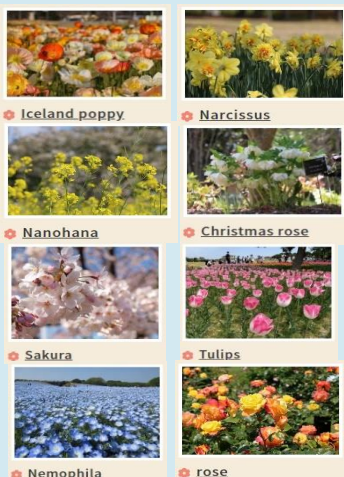 Iceland poppy
Narcissus
Nanohana
Christmas rose
Sakura
Tulips
Nemophila
rose